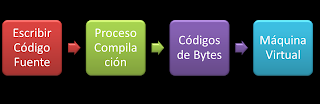 Escribir
Código
Fuente
Proceso
Compila
ción
Códigos
de Bytes
Máquina
Virtual